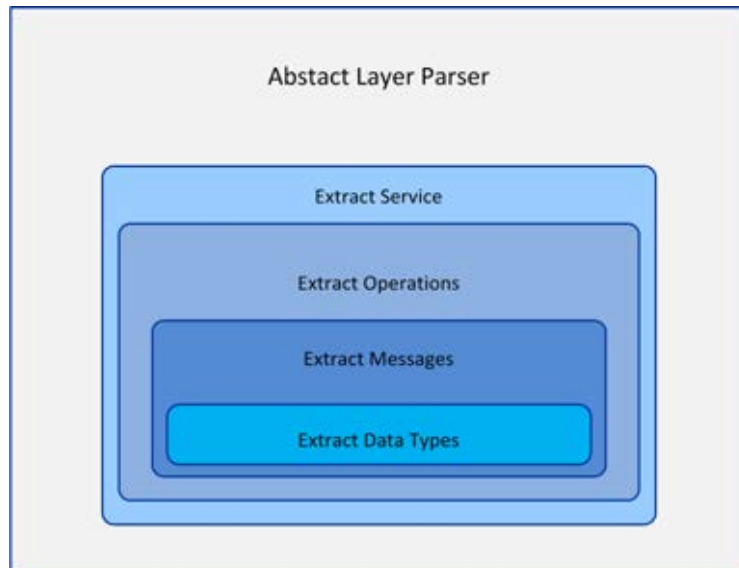 Abstact Layer Parser
Extract Service
Extract Operations
Extract Messages
Extract Data Types